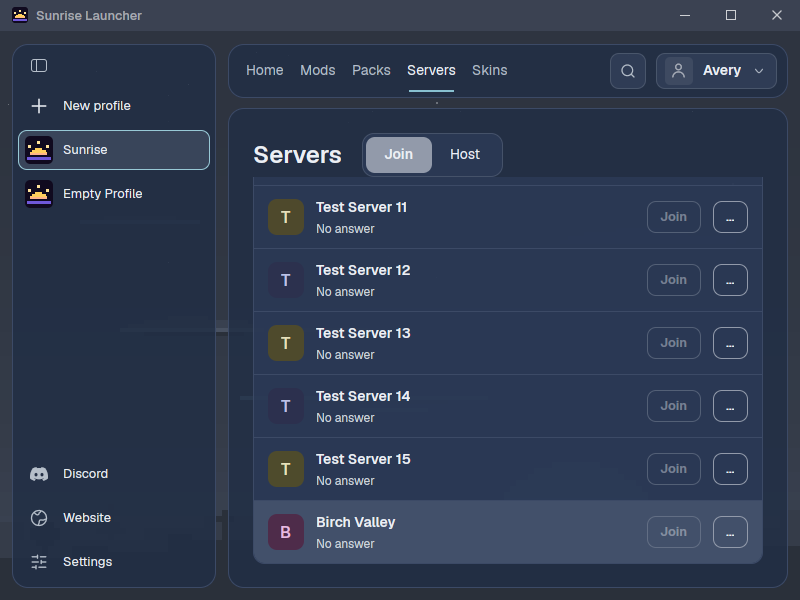 Sunrise Launcher
New profile
Sunrise
Empty Profile
Discord
Website
Settings
Home Mods Packs Servers Skins
Avery
Servers Join Host
T
Test Server 11
No answer
Join ...
T
Test Server 12
No answer
Join ...
T
Test Server 13
No answer
Join ...
T
Test Server 14
No answer
Join ...
T
Test Server 15
No answer
Join ...
B
Birch Valley
No answer
Join ...